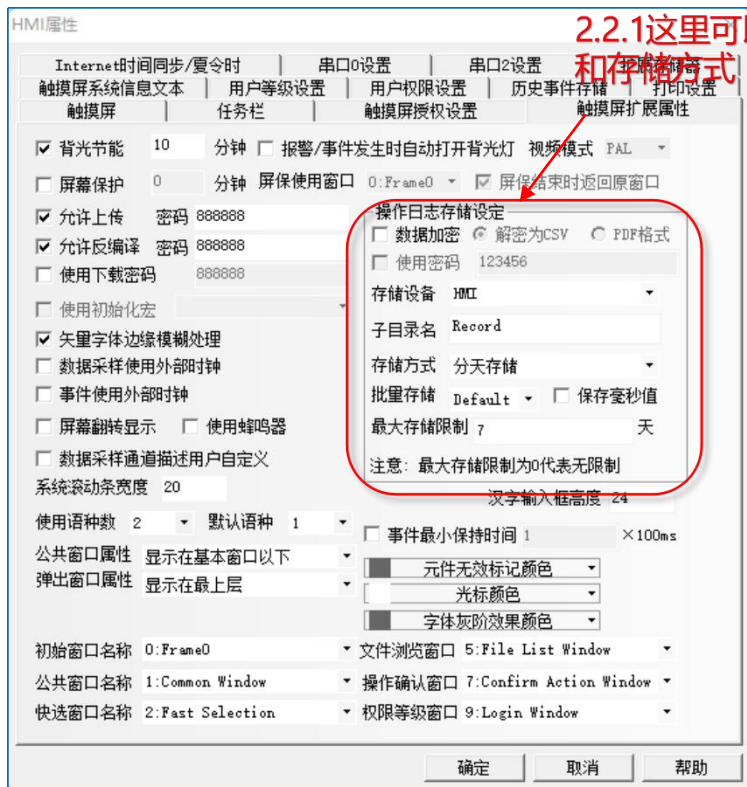 HMI属性
2.2.1这里可
和存储方式
Internet时间同步/夏令时 串口0设置 串口2设置
触摸屏系统信息文本 用户等级设置 用户权限设置 历史事件存储 打印设置
触摸屏 任务栏 触摸屏授权设置 触摸屏扩展属性
背光节能 10 分钟 报警/事件发生时自动打开背光灯 视频模式 PAL
屏幕保护 0 分钟 屏保使用窗口 0:Frame0 屏保结束时返回原窗口
允许上传 密码 888888
操作日志存储设定
数据加密 解密为CSV PDF格式
允许反编译 密码 888888
使用密码 123456
使用下载密码 888888
存储设备 HMI
使用初始化宏
子目录名 Record
矢量字体边缘模糊处理
数据采样使用外部时钟
存储方式 分天存储
事件使用外部时钟
批量存储 Default 保存毫秒值
屏幕翻转显示 使用蜂鸣器
最大存储限制 7 天
数据采样通道描述用户自定义
注意: 最大存储限制为0代表无限制
系统滚动条宽度 20
汉字输入框高度 24
使用语种数 2 默认语种 1
事件最小保持时间 1 ×100ms
公共窗口属性 显示在基本窗口以下
元件无效标记颜色
弹出窗口属性 显示在最上层
光标颜色
字体灰阶效果颜色
初始窗口名称 0:Frame0 文件浏览窗口 5:File List Window
公共窗口名称 1:Common Window 操作确认窗口 7:Confirm Action Window
快选窗口名称 2:Fast Selection 权限等级窗口 9:Login Window
确定 取消 帮助